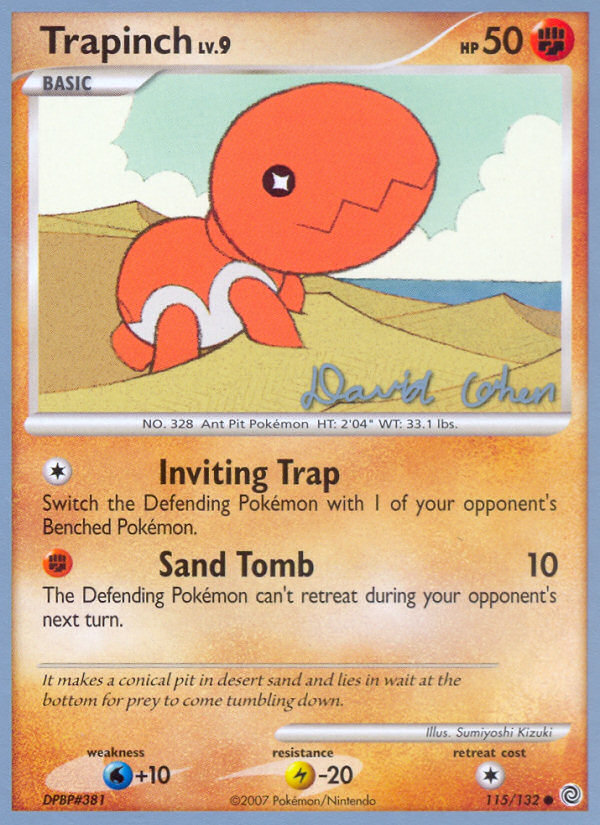 Trapinch LV.9 HP 50
BASIC
David Cohen
NO. 328 Ant Pit Pokémon HT: 2'04" WT: 33.1 lbs.
Inviting Trap
Switch the Defending Pokémon with 1 of your opponent's
Benched Pokémon.
Sand Tomb 10
The Defending Pokémon can't retreat during your opponent's
next turn.
It makes a conical pit in desert sand and lies in wait at the
bottom for prey to come tumbling down.
Illus. Sumiyoshi Kizuki
weakness resistance retreat cost
+10 -20
DPBP#381 ©2007 Pokémon/Nintendo 115/132